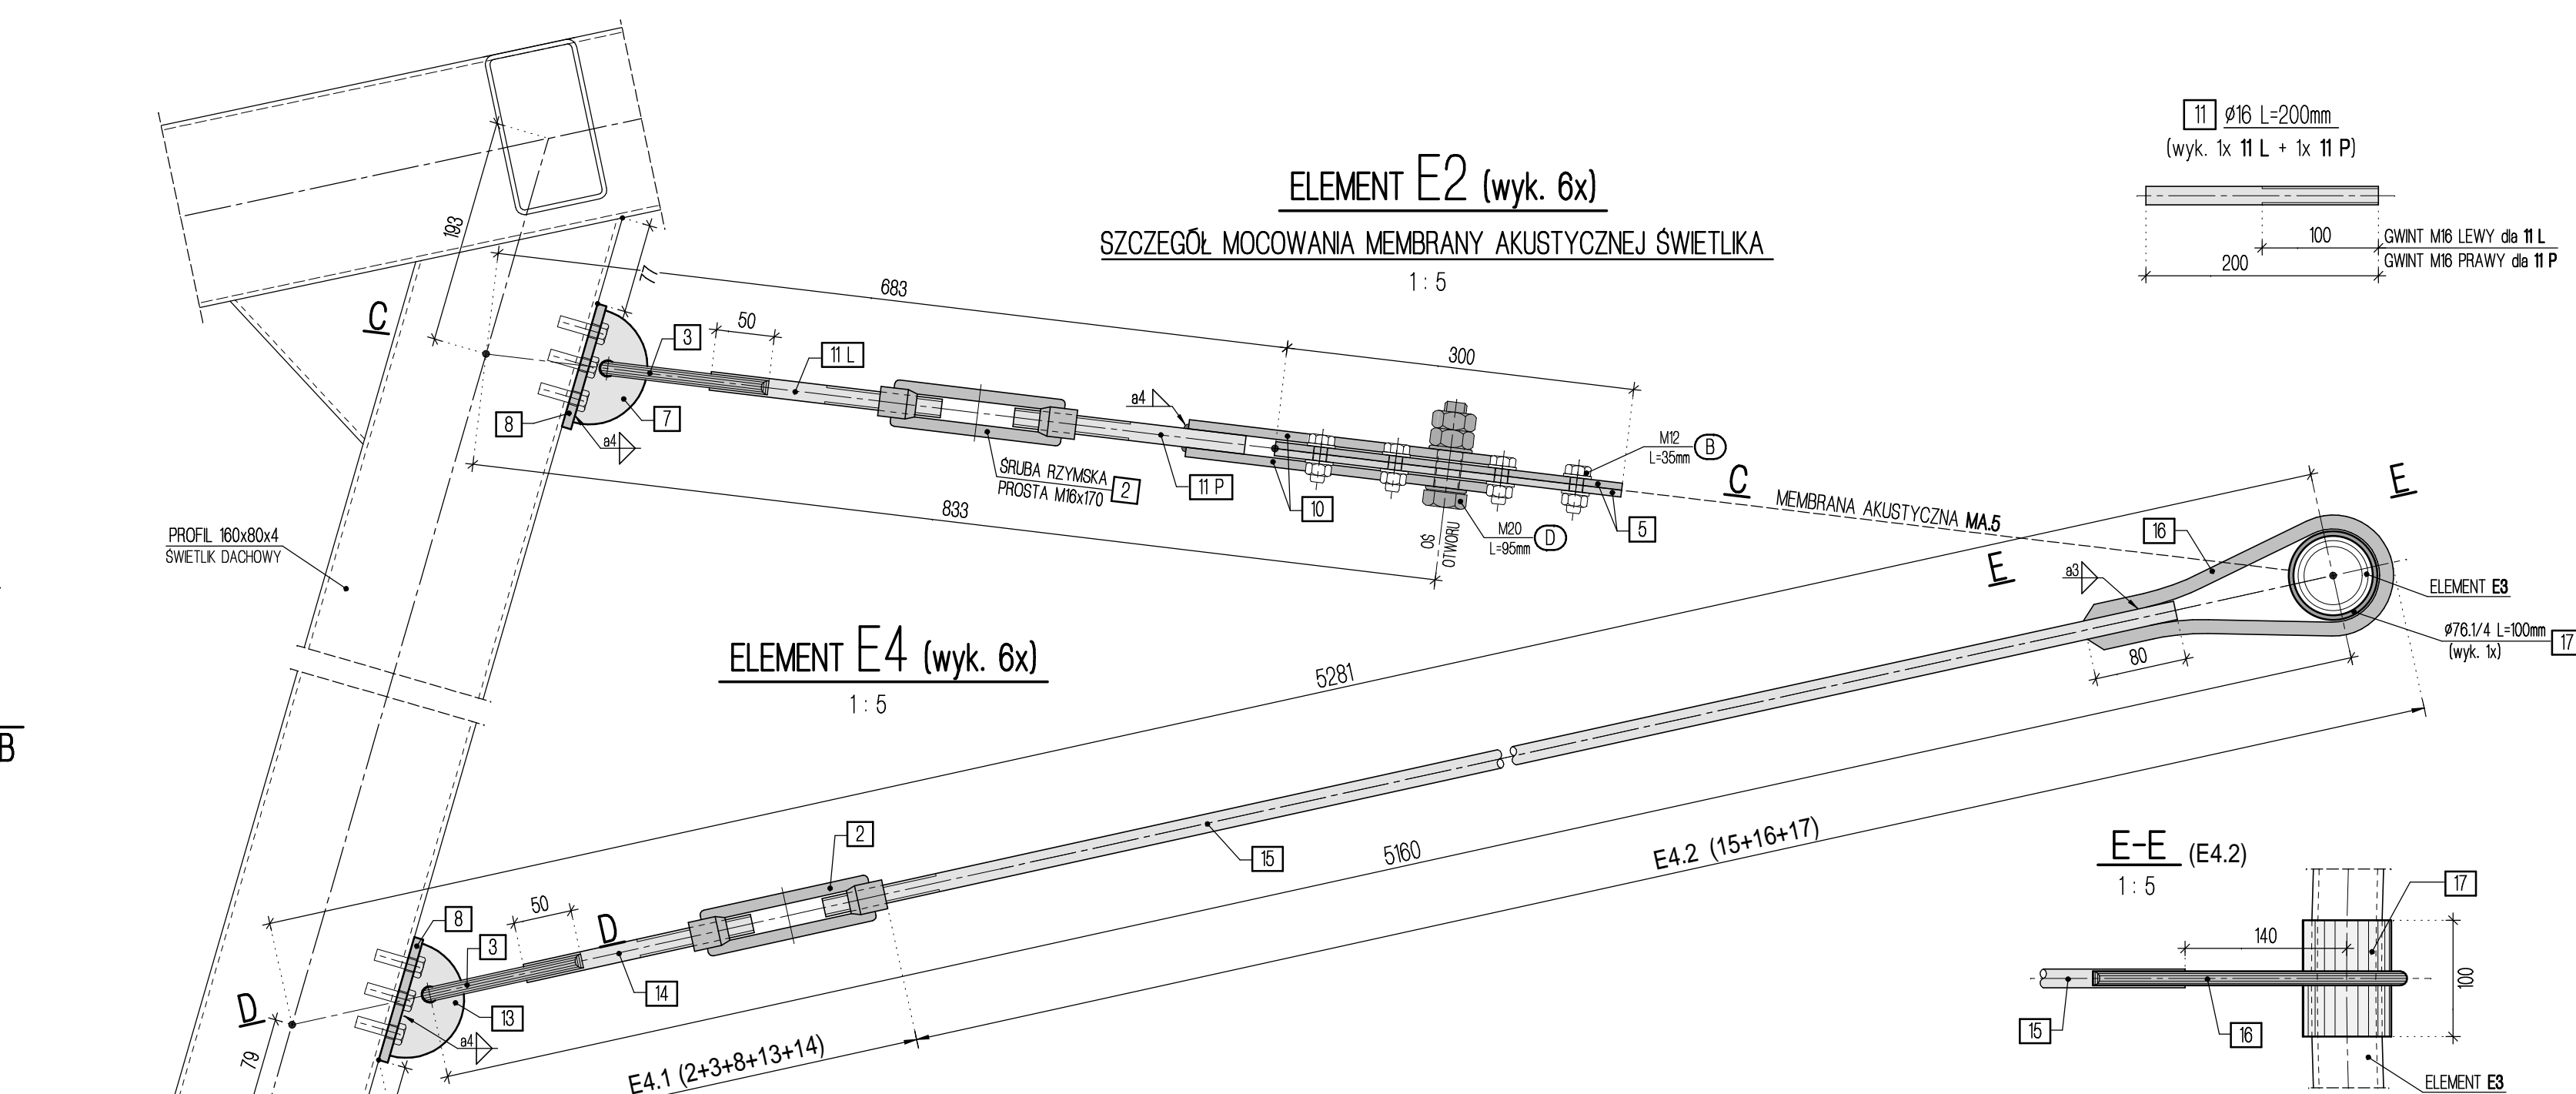 ELEMENT E2 (wyk. 6x)
SZCZEGÓŁ MOCOWANIA MEMBRANY AKUSTYCZNEJ ŚWIETLIKA
1 : 5
11 Ø16 L=200mm
(wyk. 1x 11 L + 1x 11 P)
100
GWINT M16 LEWY dla 11 L
200
GWINT M16 PRAWY dla 11 P
193
77
C
683
50
3
11 L
300
a4
8
7
a4
ŚRUBA RZYMSKA
PROSTA M16x170
2
11 P
10
M12
L=35mm
B
C
M20
L=95mm
D
5
OŚ
OTWORU
833
MEMBRANA AKUSTYCZNA MA.5
PROFIL 160x80x4
ŚWIETLIK DACHOWY
E
16
E
a3
ELEMENT E3
Ø76.1/4 L=100mm
(wyk. 1x)
17
80
ELEMENT E4 (wyk. 6x)
1 : 5
5281
B
2
15
5160
E4.2 (15+16+17)
8
3
50
D
14
13
D
a4
79
E4.1 (2+3+8+13+14)
E-E (E4.2)
1 : 5
17
140
100
15
16
ELEMENT E3